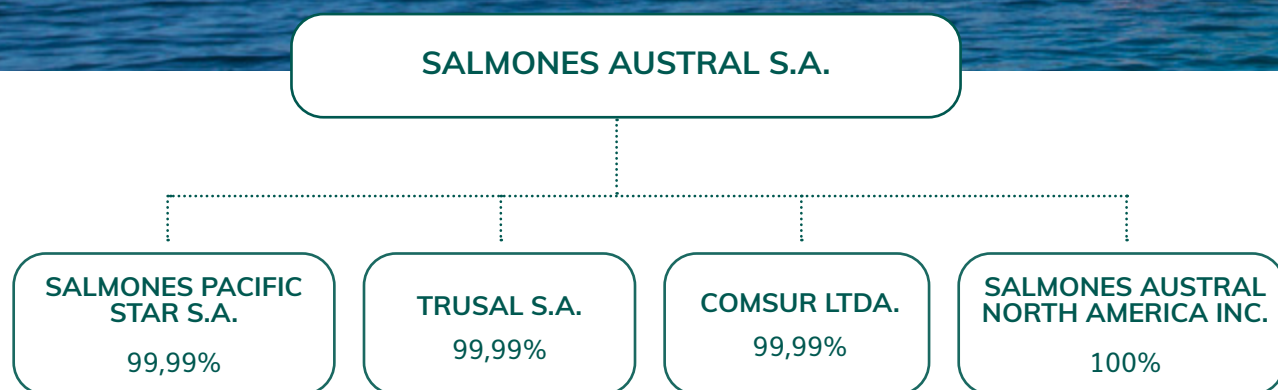 SALMONES AUSTRAL S.A.
SALMONES PACIFIC
STAR S.A.
99,99%
TRUSAL S.A.
99,99%
COMSUR LTDA.
99,99%
SALMONES AUSTRAL
NORTH AMERICA INC.
100%